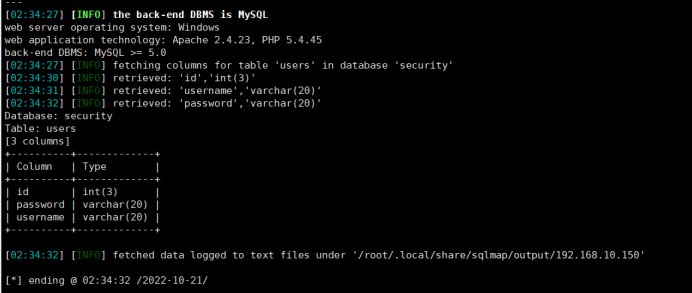 ---
[02:34:27] [INFO] the back-end DBMS is MySQL
web server operating system: Windows
web application technology: Apache 2.4.23, PHP 5.4.45
back-end DBMS: MySQL >= 5.0
[02:34:27] [INFO] fetching columns for table 'users' in database 'security'
[02:34:30] [INFO] retrieved: 'id','int(3)'
[02:34:31] [INFO] retrieved: 'username','varchar(20)'
[02:34:32] [INFO] retrieved: 'password','varchar(20)'
Database: security
Table: users
[3 columns]
+----------+-------------+
| Column   | Type        |
+----------+-------------+
| id       | int(3)      |
| password | varchar(20) |
| username | varchar(20) |
+----------+-------------+
[02:34:32] [INFO] fetched data logged to text files under '/root/.local/share/sqlmap/output/192.168.10.150'
[*] ending @ 02:34:32 /2022-10-21/